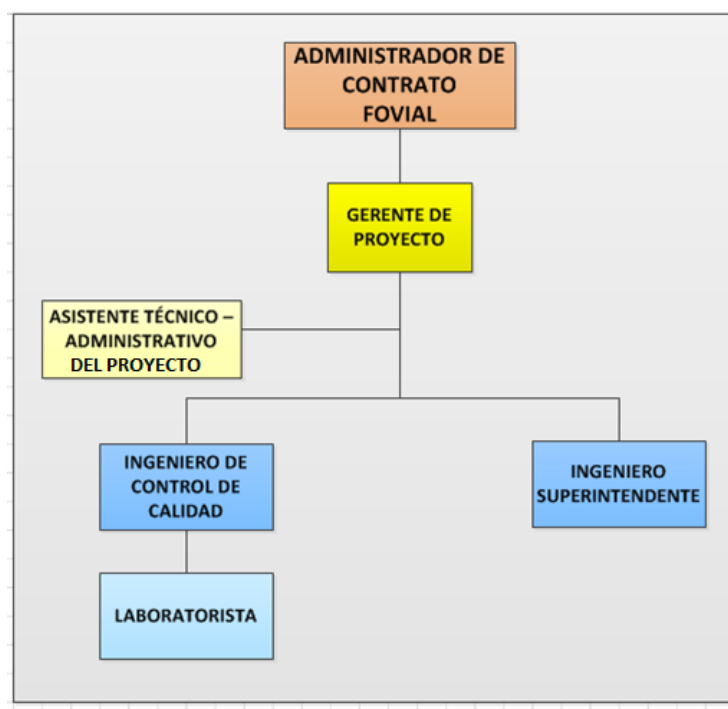 ADMINISTRADOR DE
CONTRATO
FOVIAL
GERENTE DE
PROYECTO
ASISTENTE TÉCNICO –
ADMINISTRATIVO
DEL PROYECTO
INGENIERO DE
CONTROL DE
CALIDAD
INGENIERO
SUPERINTENDENTE
LABORATORISTA